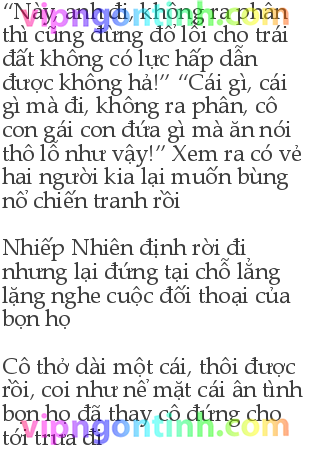 “Này, anh đi, không ra phân
thì cũng đừng đổ lỗi cho trái
đất không có lực hấp dẫn
được không hả!” “Cái gì, cái
gì mà đi, không ra phân, cô
con gái con đứa gì mà ăn nói
thô lỗ như vậy!” Xem ra có vẻ
hai người kia lại muốn bùng
nổ chiến tranh rồi
Nhiếp Nhiên định rời đi
nhưng lại đứng tại chỗ lẳng
lặng nghe cuộc đối thoại của
bọn họ
Cô thở dài một cái, thôi được
rồi, coi như nể mặt cái ân tình
bọn họ đã thay cô đứng cho
tới trưa đi
vipngontinh.com
vipngontinh.com